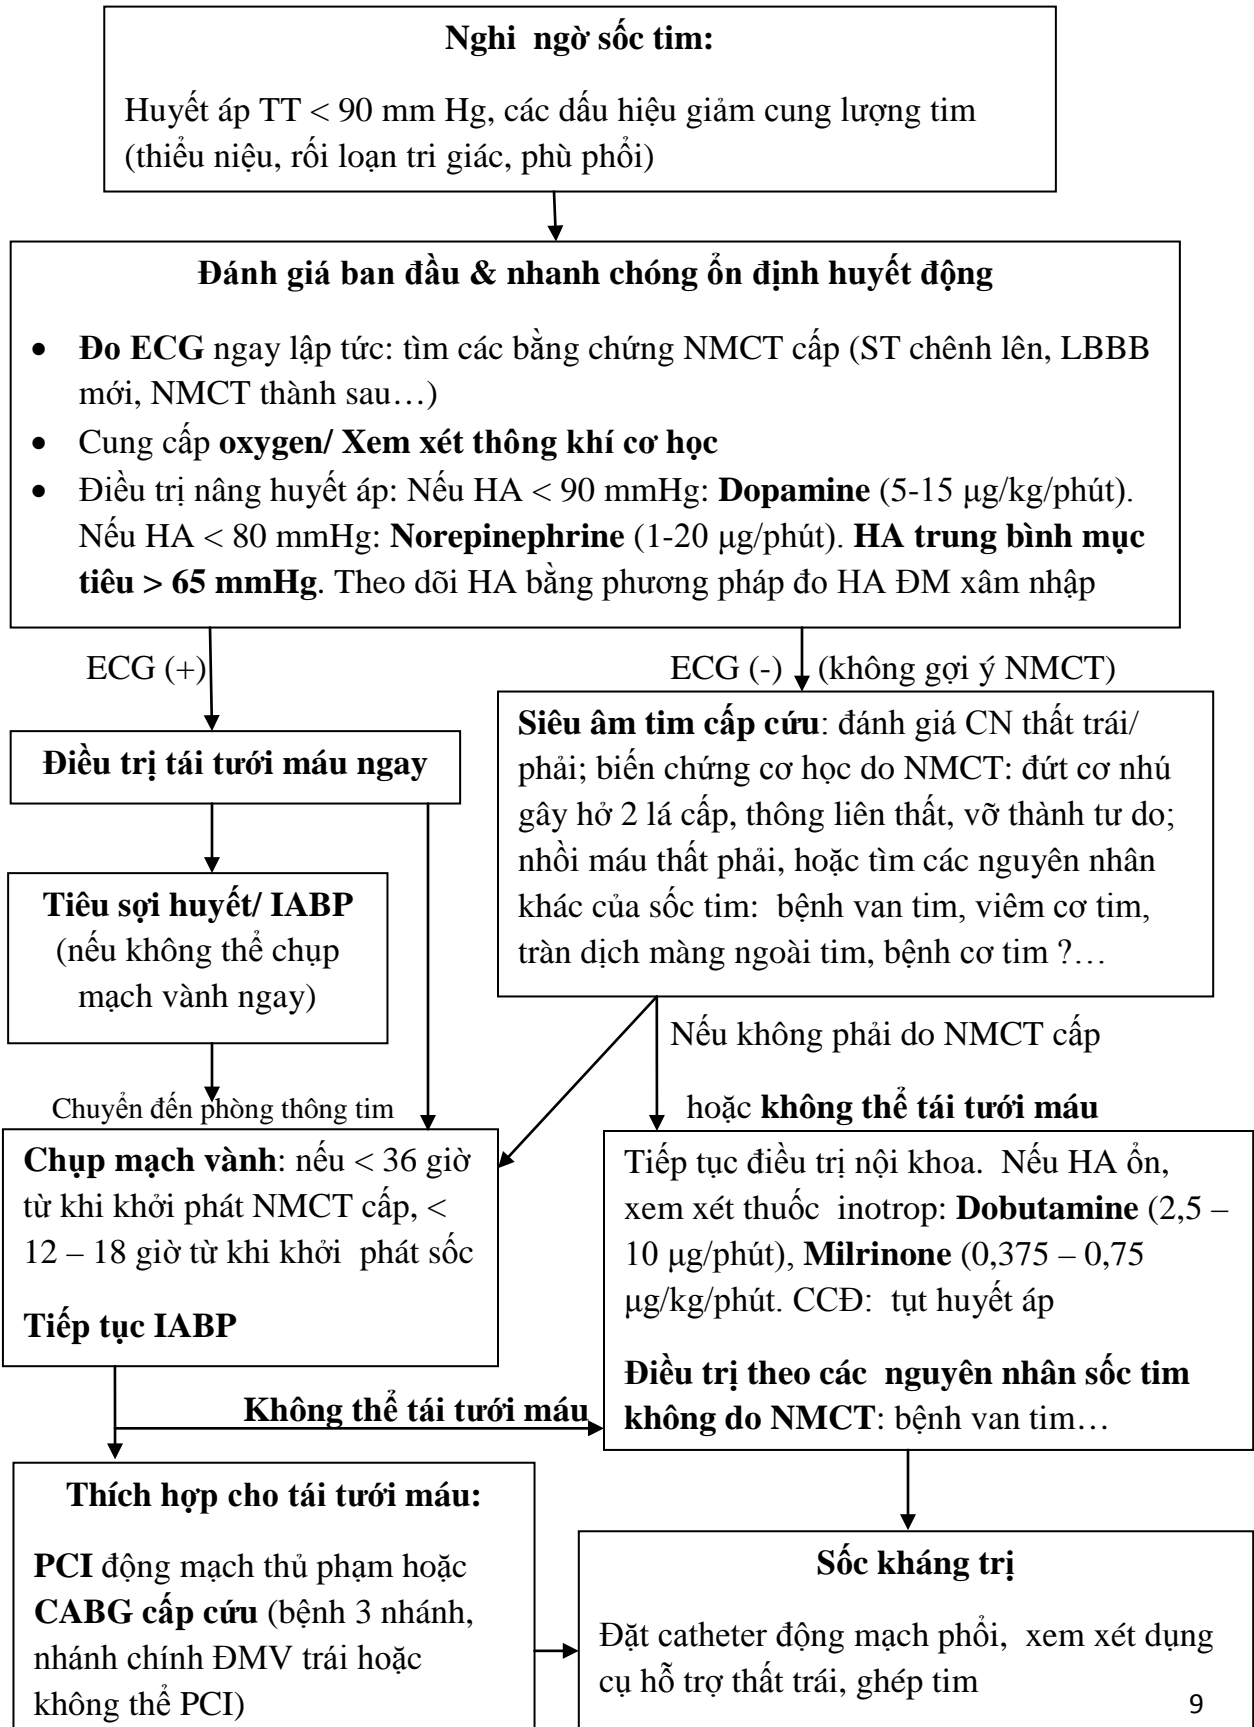 Nghi ngờ sốc tim:
Huyết áp TT < 90 mm Hg, các dấu hiệu giảm cung lượng tim
(thiểu niệu, rối loạn tri giác, phù phổi)
Đánh giá ban đầu & nhanh chóng ổn định huyết động
• Đo ECG ngay lập tức: tìm các bằng chứng NMCT cấp (ST chênh lên, LBBB
mới, NMCT thành sau…)
• Cung cấp oxygen/ Xem xét thông khí cơ học
• Điều trị nâng huyết áp: Nếu HA < 90 mmHg: Dopamine (5-15 μg/kg/phút).
Nếu HA < 80 mmHg: Norepinephrine (1-20 μg/phút). HA trung bình mục
tiêu > 65 mmHg. Theo dõi HA bằng phương pháp đo HA ĐM xâm nhập
ECG (+)
ECG (-) (không gợi ý NMCT)
Điều trị tái tưới máu ngay
Siêu âm tim cấp cứu: đánh giá CN thất trái/
phải; biến chứng cơ học do NMCT: đứt cơ nhú
gây hở 2 lá cấp, thông liên thất, vỡ thành tư do;
nhồi máu thất phải, hoặc tìm các nguyên nhân
khác của sốc tim: bệnh van tim, viêm cơ tim,
tràn dịch màng ngoài tim, bệnh cơ tim ?…
Tiêu sợi huyết/ IABP
(nếu không thể chụp
mạch vành ngay)
Nếu không phải do NMCT cấp
hoặc không thể tái tưới máu
Chuyển đến phòng thông tim
Chụp mạch vành: nếu < 36 giờ
từ khi khởi phát NMCT cấp, <
12 – 18 giờ từ khi khởi phát sốc
Tiếp tục IABP
Tiếp tục điều trị nội khoa. Nếu HA ổn,
xem xét thuốc inotrop: Dobutamine (2,5 –
10 μg/phút), Milrinone (0,375 – 0,75
μg/kg/phút. CCĐ: tụt huyết áp
Điều trị theo các nguyên nhân sốc tim
không do NMCT: bệnh van tim…
Không thể tái tưới máu
Thích hợp cho tái tưới máu:
PCI động mạch thủ phạm hoặc
CABG cấp cứu (bệnh 3 nhánh,
nhánh chính ĐMV trái hoặc
không thể PCI)
Sốc kháng trị
Đặt catheter động mạch phổi, xem xét dụng
cụ hỗ trợ thất trái, ghép tim
9